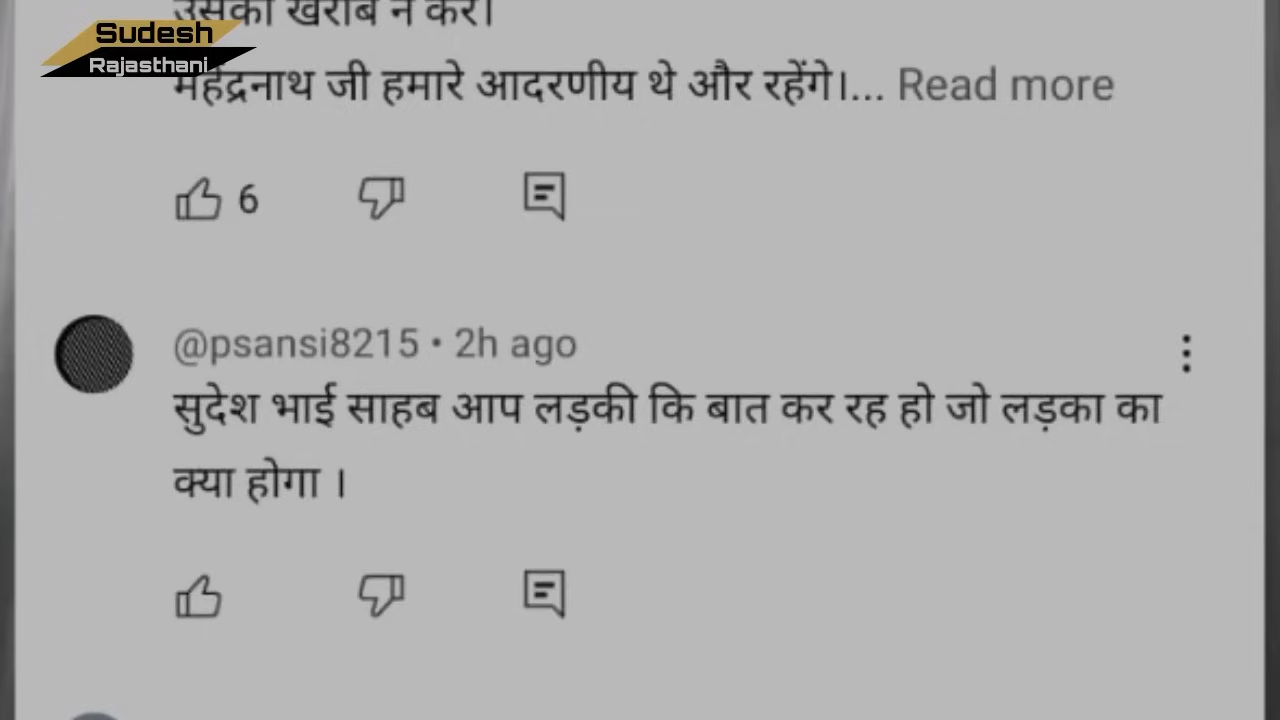 उसका खराब न करें।
Sudesh
Rajasthani
महेंद्रनाथ जी हमारे आदरणीय थे और रहेंगे।... Read more
6
@psansi8215 • 2h ago
सुदेश भाई साहब आप लड़की कि बात कर रह हो जो लड़का का
क्या होगा ।